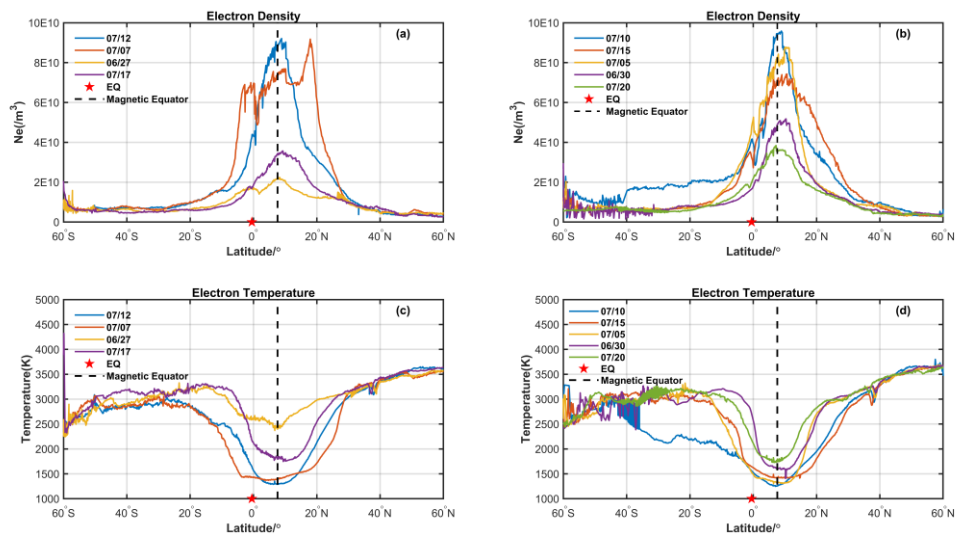 Electron Density
(a)
07/12
07/07
06/27
07/17
EQ
Magnetic Equator
10E10
8E10
6E10
4E10
2E10
0
Ne(/m³)
60°S 40°S 20°S 0° 20°N 40°N 60°N
Latitude/°
Electron Density
(b)
07/10
07/15
07/05
06/30
07/20
EQ
Magnetic Equator
10E10
8E10
6E10
4E10
2E10
0
Ne(/m³)
60°S 40°S 20°S 0° 20°N 40°N 60°N
Latitude/°
Electron Temperature
(c)
07/12
07/07
06/27
07/17
EQ
Magnetic Equator
5000
4500
4000
3500
3000
2500
2000
1500
1000
Temperature(K)
60°S 40°S 20°S 0° 20°N 40°N 60°N
Latitude/°
Electron Temperature
(d)
07/10
07/15
07/05
06/30
07/20
EQ
Magnetic Equator
5000
4500
4000
3500
3000
2500
2000
1500
1000
Temperature(K)
60°S 40°S 20°S 0° 20°N 40°N 60°N
Latitude/°